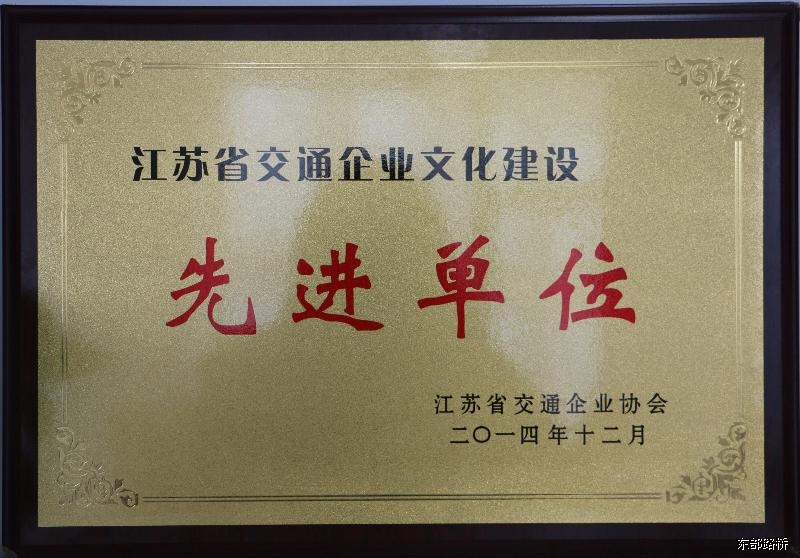 江苏省交通企业文化建设
先进单位
江苏省交通企业协会
二〇一四年十二月
东部路桥